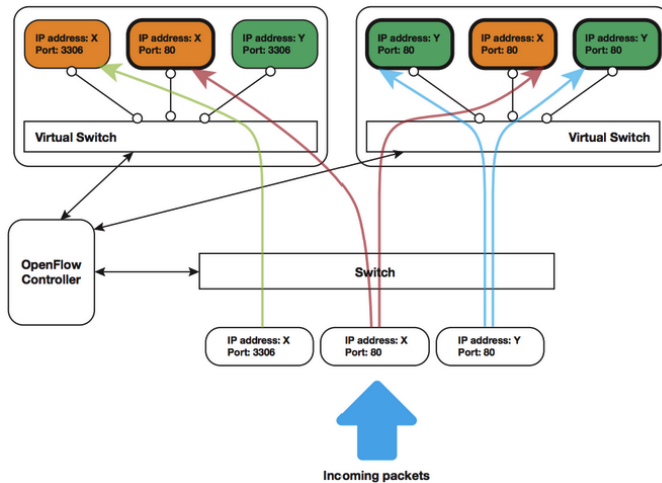 IP address: X
Port: 3306
IP address: X
Port: 80
IP address: Y
Port: 3306
IP address: Y
Port: 80
IP address: X
Port: 80
IP address: Y
Port: 80
Virtual Switch
Virtual Switch
OpenFlow
Controller
Switch
IP address: X
Port: 3306
IP address: X
Port: 80
IP address: Y
Port: 80
Incoming packets